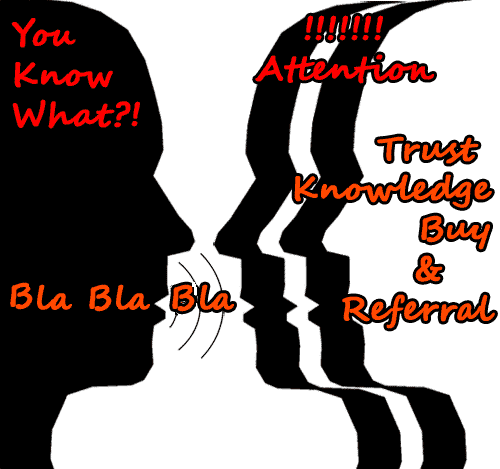 You
Know
What?!
!!!!!!!
Attention
Trust
Knowledge
Buy
&
Referral
Bla Bla Bla